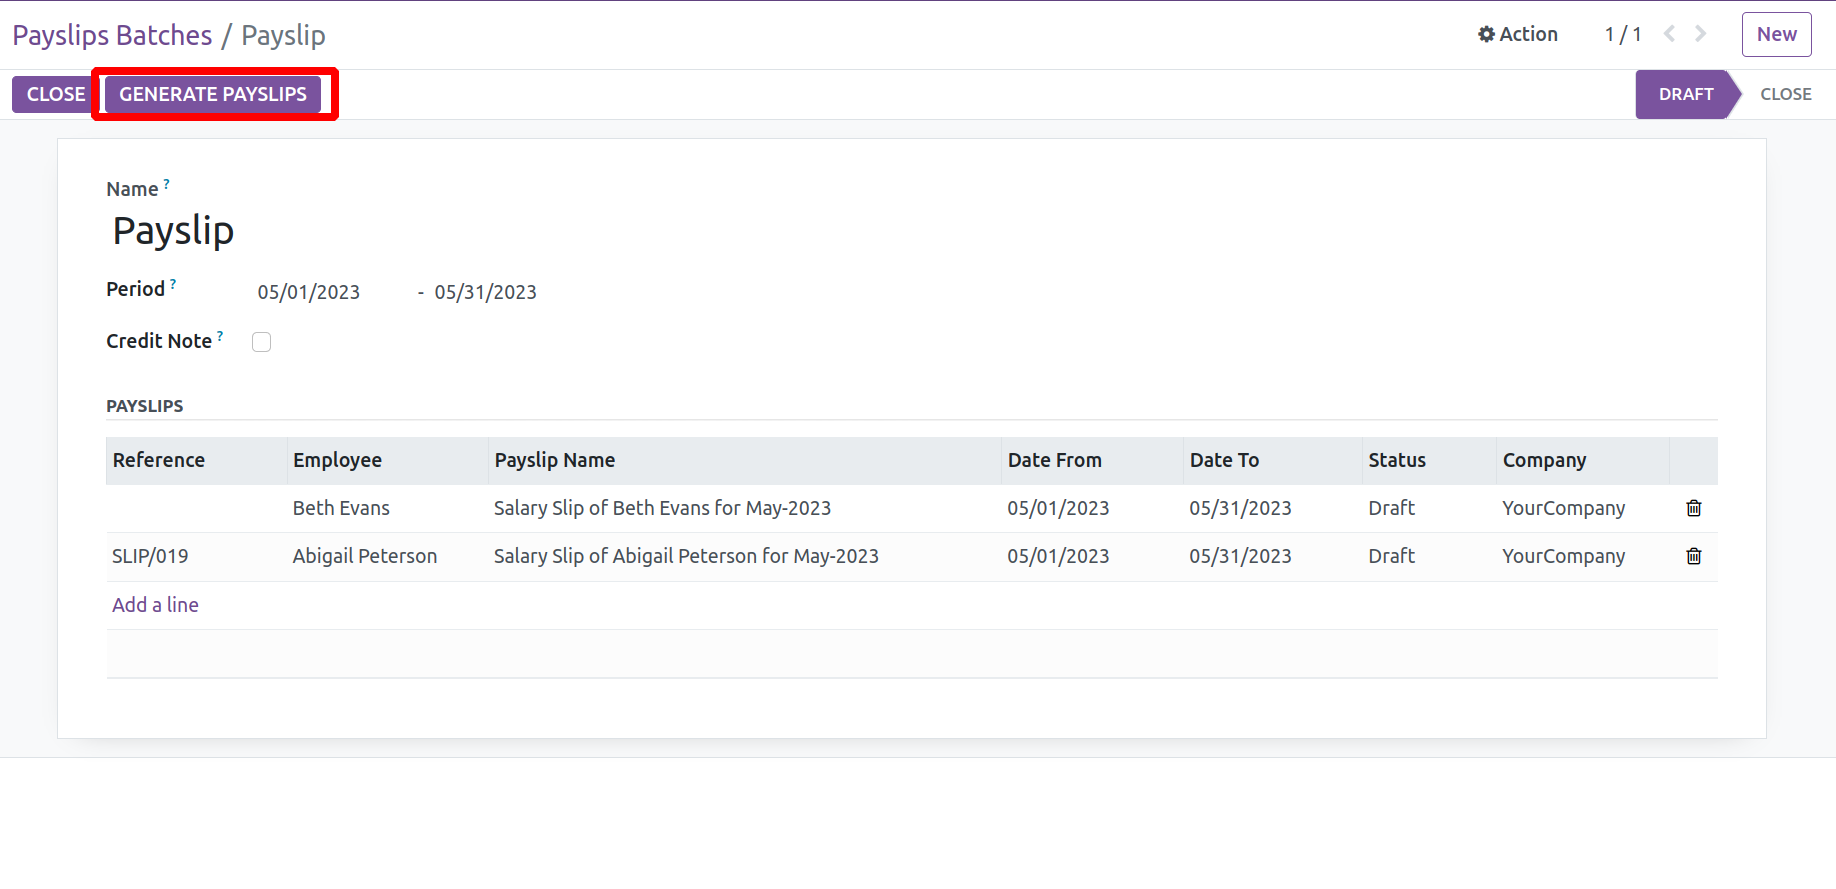 Payslips Batches / Payslip
Action 1 / 1 New
CLOSE GENERATE PAYSLIPS DRAFT CLOSE
Name ?
Payslip
Period ? 05/01/2023 - 05/31/2023
Credit Note ?
PAYSLIPS
Reference Employee Payslip Name Date From Date To Status Company
Beth Evans Salary Slip of Beth Evans for May-2023 05/01/2023 05/31/2023 Draft YourCompany
SLIP/019 Abigail Peterson Salary Slip of Abigail Peterson for May-2023 05/01/2023 05/31/2023 Draft YourCompany
Add a line